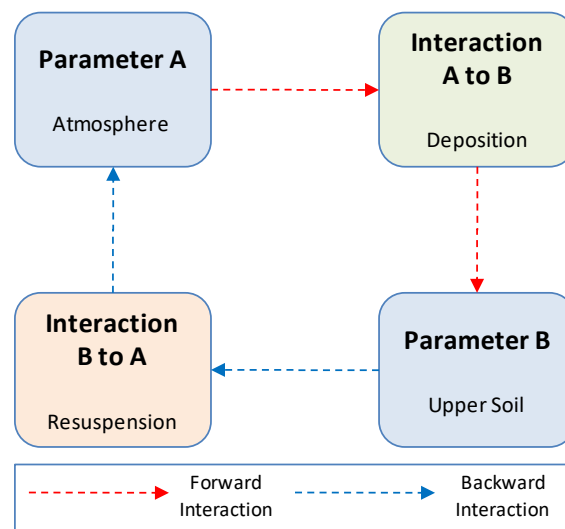 Parameter A
Atmosphere
Interaction
A to B
Deposition
Interaction
B to A
Resuspension
Parameter B
Upper Soil
Forward
Interaction
Backward
Interaction